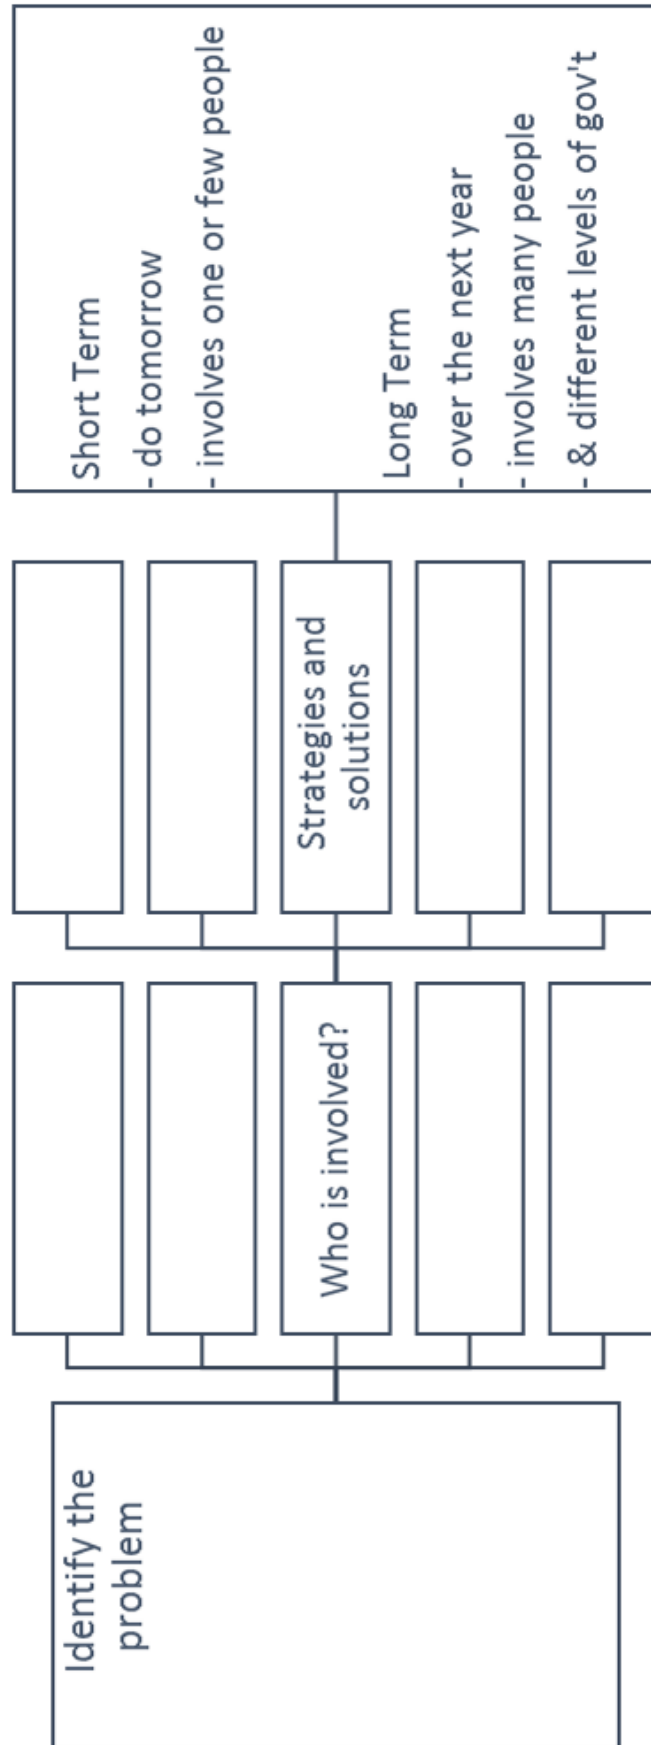 Identify the
problem
Who is involved?
Strategies and
solutions
Short Term
- do tomorrow
- involves one or few people
Long Term
- over the next year
- involves many people
- & different levels of gov't